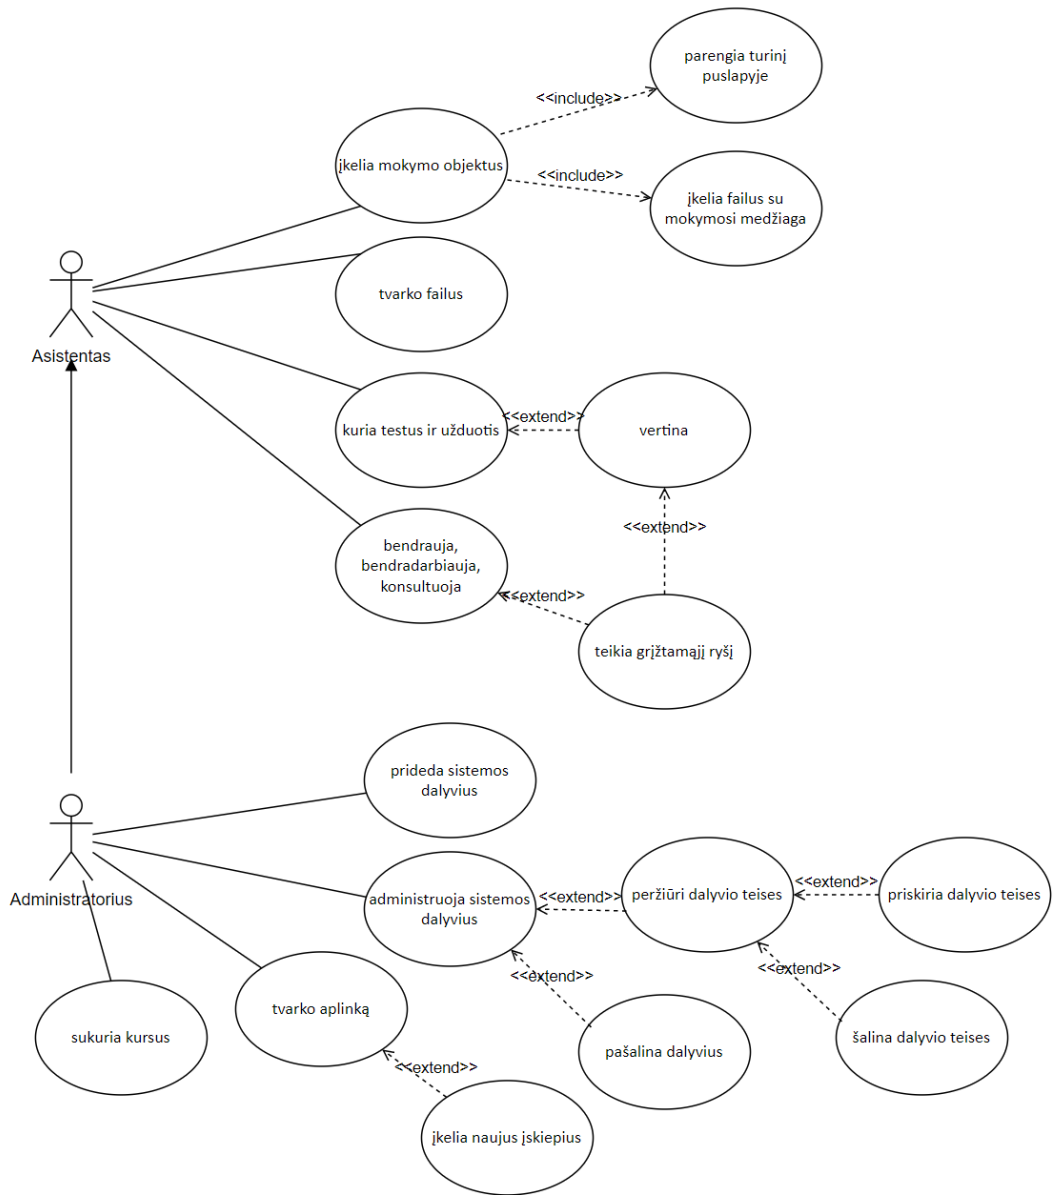 parengia turinį
puslapyje
<<include>>
įkelia mokymo objektus
<<include>>
įkelia failus su
mokymosi medžiaga
tvarko failus
Asistentas
kuria testus ir užduotis
<<extend>>
vertina
<<extend>>
bendrauja,
bendradarbiauja,
konsultuoja
<<extend>>
teikia grįžtamąjį ryšį
prideda sistemos
dalyvius
Administratorius
administruoja sistemos
dalyvius
<<extend>>
peržiūri dalyvio teises
<<extend>>
priskiria dalyvio teises
<<extend>>
<<extend>>
sukuria kursus
tvarko aplinką
pašalina dalyvius
šalina dalyvio teises
<<extend>>
įkelia naujus įskiepius